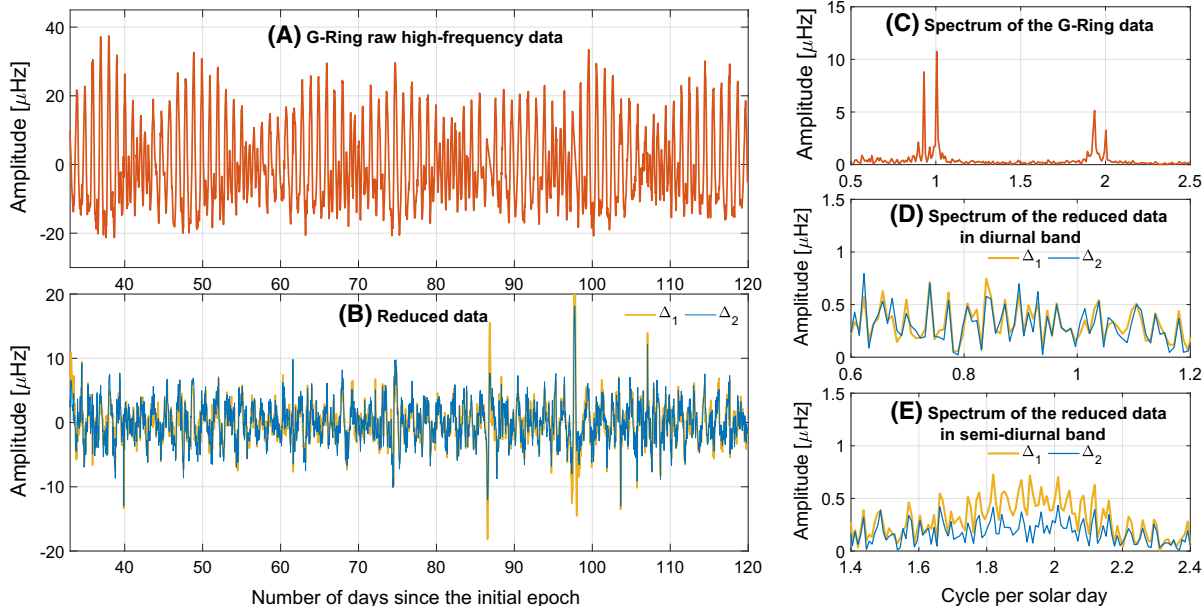 (A) G-Ring raw high-frequency data
Amplitude [μHz]
40
20
0
-20
40 50 60 70 80 90 100 110 120
(B) Reduced data
Δ1 Δ2
Amplitude [μHz]
20
10
0
-10
-20
40 50 60 70 80 90 100 110 120
Number of days since the initial epoch
(C) Spectrum of the G-Ring data
Amplitude [μHz]
15
10
5
0
0.5 1 1.5 2 2.5
(D) Spectrum of the reduced data
in diurnal band
Δ1 Δ2
Amplitude [μHz]
1.5
1
0.5
0
0.6 0.8 1 1.2
(E) Spectrum of the reduced data
in semi-diurnal band
Δ1 Δ2
Amplitude [μHz]
1.5
1
0.5
0
1.4 1.6 1.8 2 2.2 2.4
Cycle per solar day